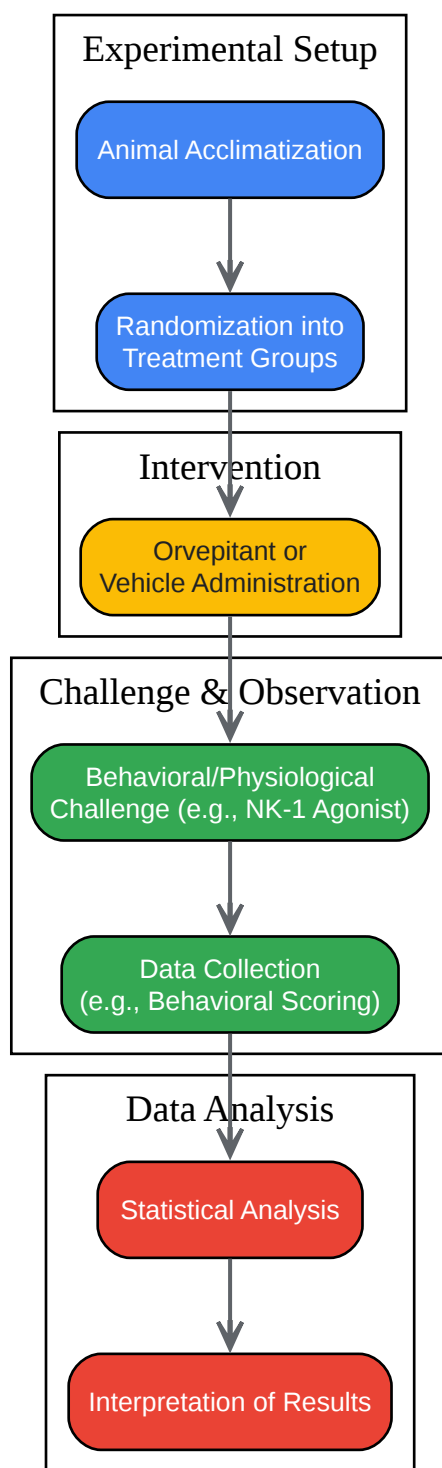 Experimental Setup
Animal Acclimatization
Randomization into
Treatment Groups
Intervention
Orvepitant or
Vehicle Administration
Challenge & Observation
Behavioral/Physiological
Challenge (e.g., NK-1 Agonist)
Data Collection
(e.g., Behavioral Scoring)
Data Analysis
Statistical Analysis
Interpretation of Results